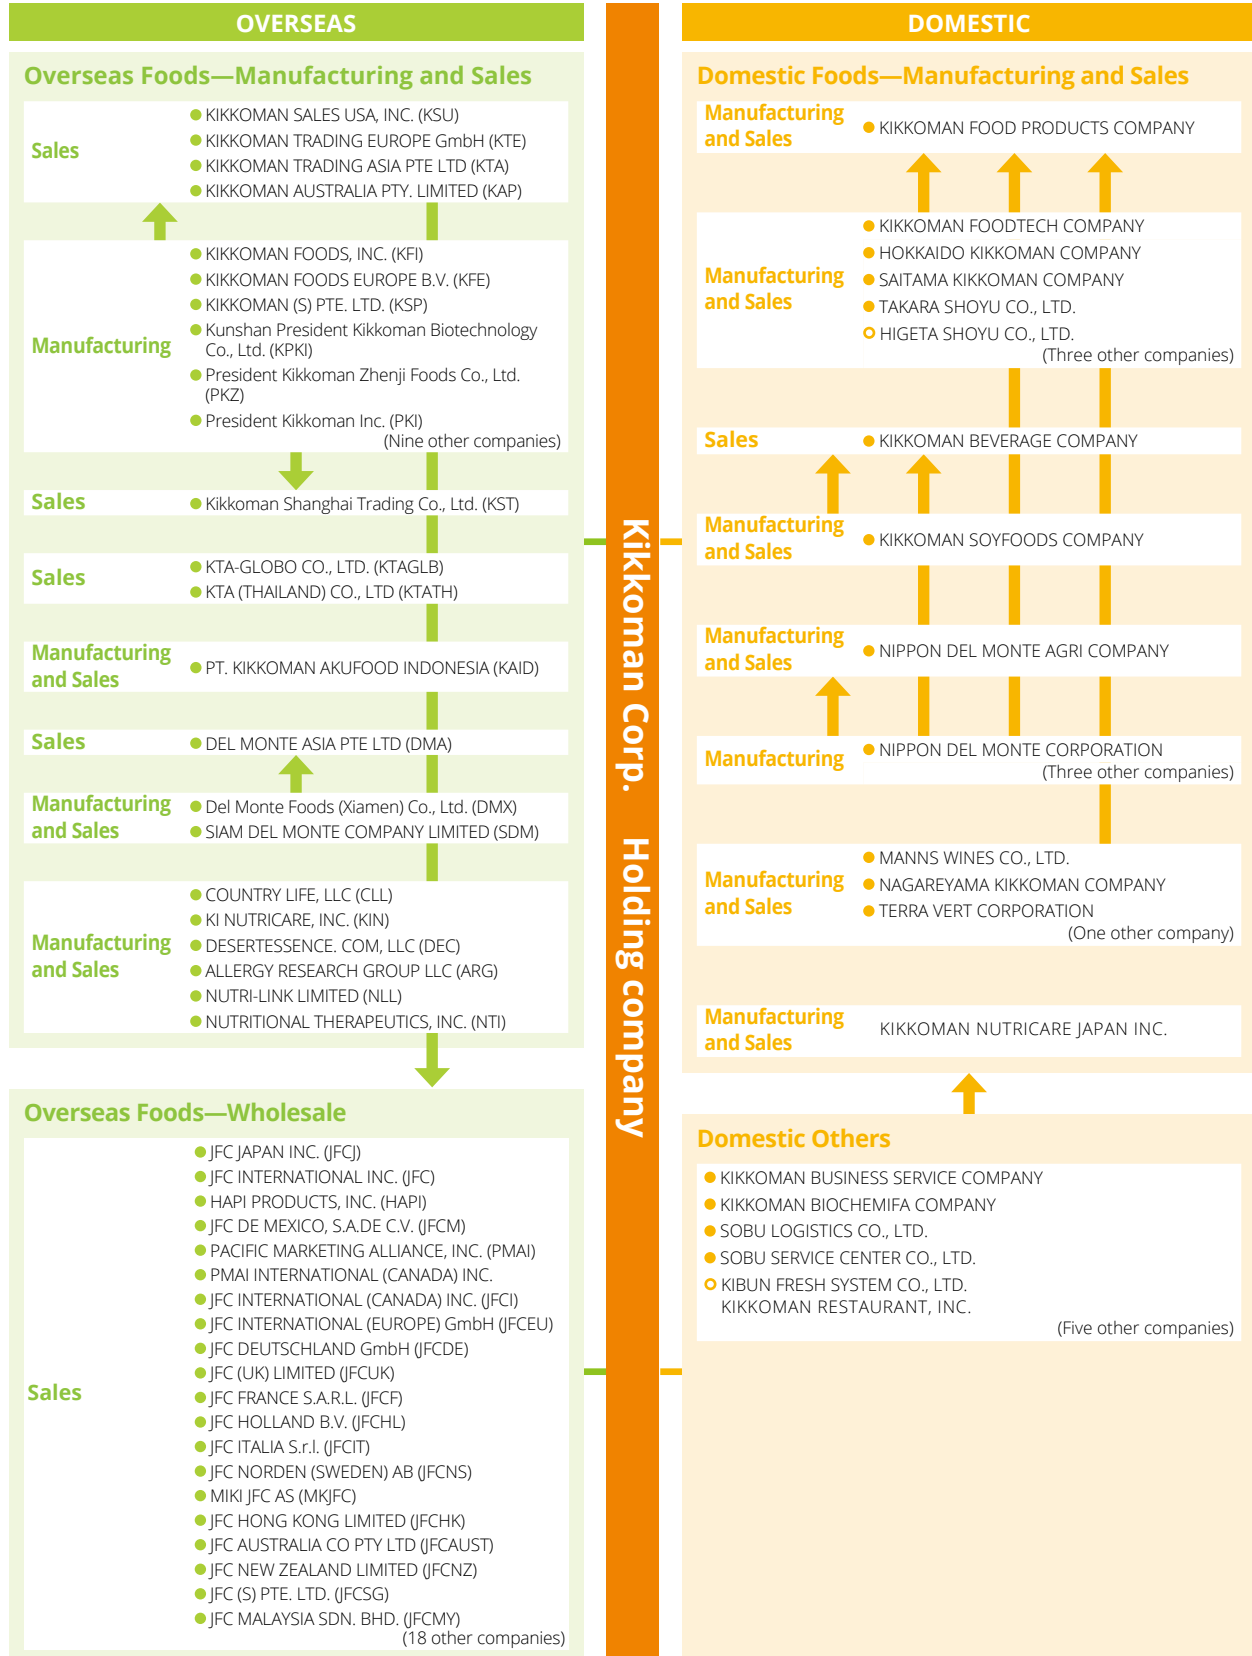 OVERSEAS
Overseas Foods—Manufacturing and Sales
Sales
KIKKOMAN SALES USA, INC. (KSU)
KIKKOMAN TRADING EUROPE GmbH (KTE)
KIKKOMAN TRADING ASIA PTE LTD (KTA)
KIKKOMAN AUSTRALIA PTY. LIMITED (KAP)
Manufacturing
KIKKOMAN FOODS, INC. (KFI)
KIKKOMAN FOODS EUROPE B.V. (KFE)
KIKKOMAN (S) PTE. LTD. (KSP)
Kunshan President Kikkoman Biotechnology
Co., Ltd. (KPKI)
President Kikkoman Zhenji Foods Co., Ltd.
(PKZ)
President Kikkoman Inc. (PKI)
(Nine other companies)
Sales
Kikkoman Shanghai Trading Co., Ltd. (KST)
Sales
KTA-GLOBO CO., LTD. (KTAGLB)
KTA (THAILAND) CO., LTD (KTATH)
Manufacturing
and Sales
PT. KIKKOMAN AKUFOOD INDONESIA (KAID)
Sales
DEL MONTE ASIA PTE LTD (DMA)
Manufacturing
and Sales
Del Monte Foods (Xiamen) Co., Ltd. (DMX)
SIAM DEL MONTE COMPANY LIMITED (SDM)
Manufacturing
and Sales
COUNTRY LIFE, LLC (CLL)
KI NUTRICARE, INC. (KIN)
DESERTESSENCE. COM, LLC (DEC)
ALLERGY RESEARCH GROUP LLC (ARG)
NUTRI-LINK LIMITED (NLL)
NUTRITIONAL THERAPEUTICS, INC. (NTI)
Overseas Foods—Wholesale
Sales
JFC JAPAN INC. (JFCJ)
JFC INTERNATIONAL INC. (JFC)
HAPI PRODUCTS, INC. (HAPI)
JFC DE MEXICO, S.A.DE C.V. (JFCM)
PACIFIC MARKETING ALLIANCE, INC. (PMAI)
PMAI INTERNATIONAL (CANADA) INC.
JFC INTERNATIONAL (CANADA) INC. (JFCI)
JFC INTERNATIONAL (EUROPE) GmbH (JFCEU)
JFC DEUTSCHLAND GmbH (JFCDE)
JFC (UK) LIMITED (JFCUK)
JFC FRANCE S.A.R.L. (JFCF)
JFC HOLLAND B.V. (JFCHL)
JFC ITALIA S.r.l. (JFCIT)
JFC NORDEN (SWEDEN) AB (JFCNS)
MIKI JFC AS (MKJFC)
JFC HONG KONG LIMITED (JFCHK)
JFC AUSTRALIA CO PTY LTD (JFCAUST)
JFC NEW ZEALAND LIMITED (JFCNZ)
JFC (S) PTE. LTD. (JFCSG)
JFC MALAYSIA SDN. BHD. (JFCMY)
(18 other companies)
Kikkoman Corp. Holding company
DOMESTIC
Domestic Foods—Manufacturing and Sales
Manufacturing
and Sales
KIKKOMAN FOOD PRODUCTS COMPANY
Manufacturing
and Sales
KIKKOMAN FOODTECH COMPANY
HOKKAIDO KIKKOMAN COMPANY
SAITAMA KIKKOMAN COMPANY
TAKARA SHOYU CO., LTD.
HIGETA SHOYU CO., LTD.
(Three other companies)
Sales
KIKKOMAN BEVERAGE COMPANY
Manufacturing
and Sales
KIKKOMAN SOYFOODS COMPANY
Manufacturing
and Sales
NIPPON DEL MONTE AGRI COMPANY
Manufacturing
NIPPON DEL MONTE CORPORATION
(Three other companies)
Manufacturing
and Sales
MANNS WINES CO., LTD.
NAGAREYAMA KIKKOMAN COMPANY
TERRA VERT CORPORATION
(One other company)
Manufacturing
and Sales
KIKKOMAN NUTRICARE JAPAN INC.
Domestic Others
KIKKOMAN BUSINESS SERVICE COMPANY
KIKKOMAN BIOCHEMIFA COMPANY
SOBU LOGISTICS CO., LTD.
SOBU SERVICE CENTER CO., LTD.
KIBUN FRESH SYSTEM CO., LTD.
KIKKOMAN RESTAURANT, INC.
(Five other companies)